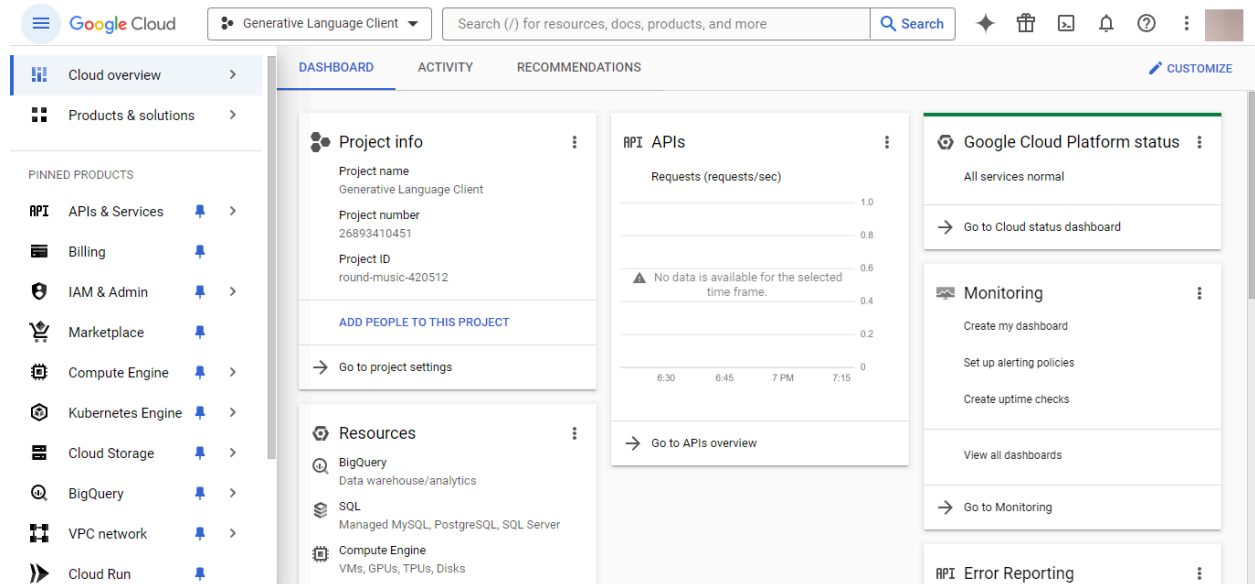 Google Cloud
Generative Language Client
Search (/) for resources, docs, products, and more
Search
Cloud overview
Products & solutions
PINNED PRODUCTS
API APIs & Services
Billing
IAM & Admin
Marketplace
Compute Engine
Kubernetes Engine
Cloud Storage
BigQuery
VPC network
Cloud Run
DASHBOARD
ACTIVITY
RECOMMENDATIONS
CUSTOMIZE
Project info
Project name
Generative Language Client
Project number
26893410451
Project ID
round-music-420512
ADD PEOPLE TO THIS PROJECT
Go to project settings
Resources
BigQuery
Data warehouse/analytics
SQL
Managed MySQL, PostgreSQL, SQL Server
Compute Engine
VMs, GPUs, TPUs, Disks
API APIs
Requests (requests/sec)
1.0
0.8
0.6
No data is available for the selected
time frame.
0.4
0.2
0
6:30 6:45 7 PM 7:15
Go to APIs overview
Google Cloud Platform status
All services normal
Go to Cloud status dashboard
Monitoring
Create my dashboard
Set up alerting policies
Create uptime checks
View all dashboards
Go to Monitoring
API Error Reporting